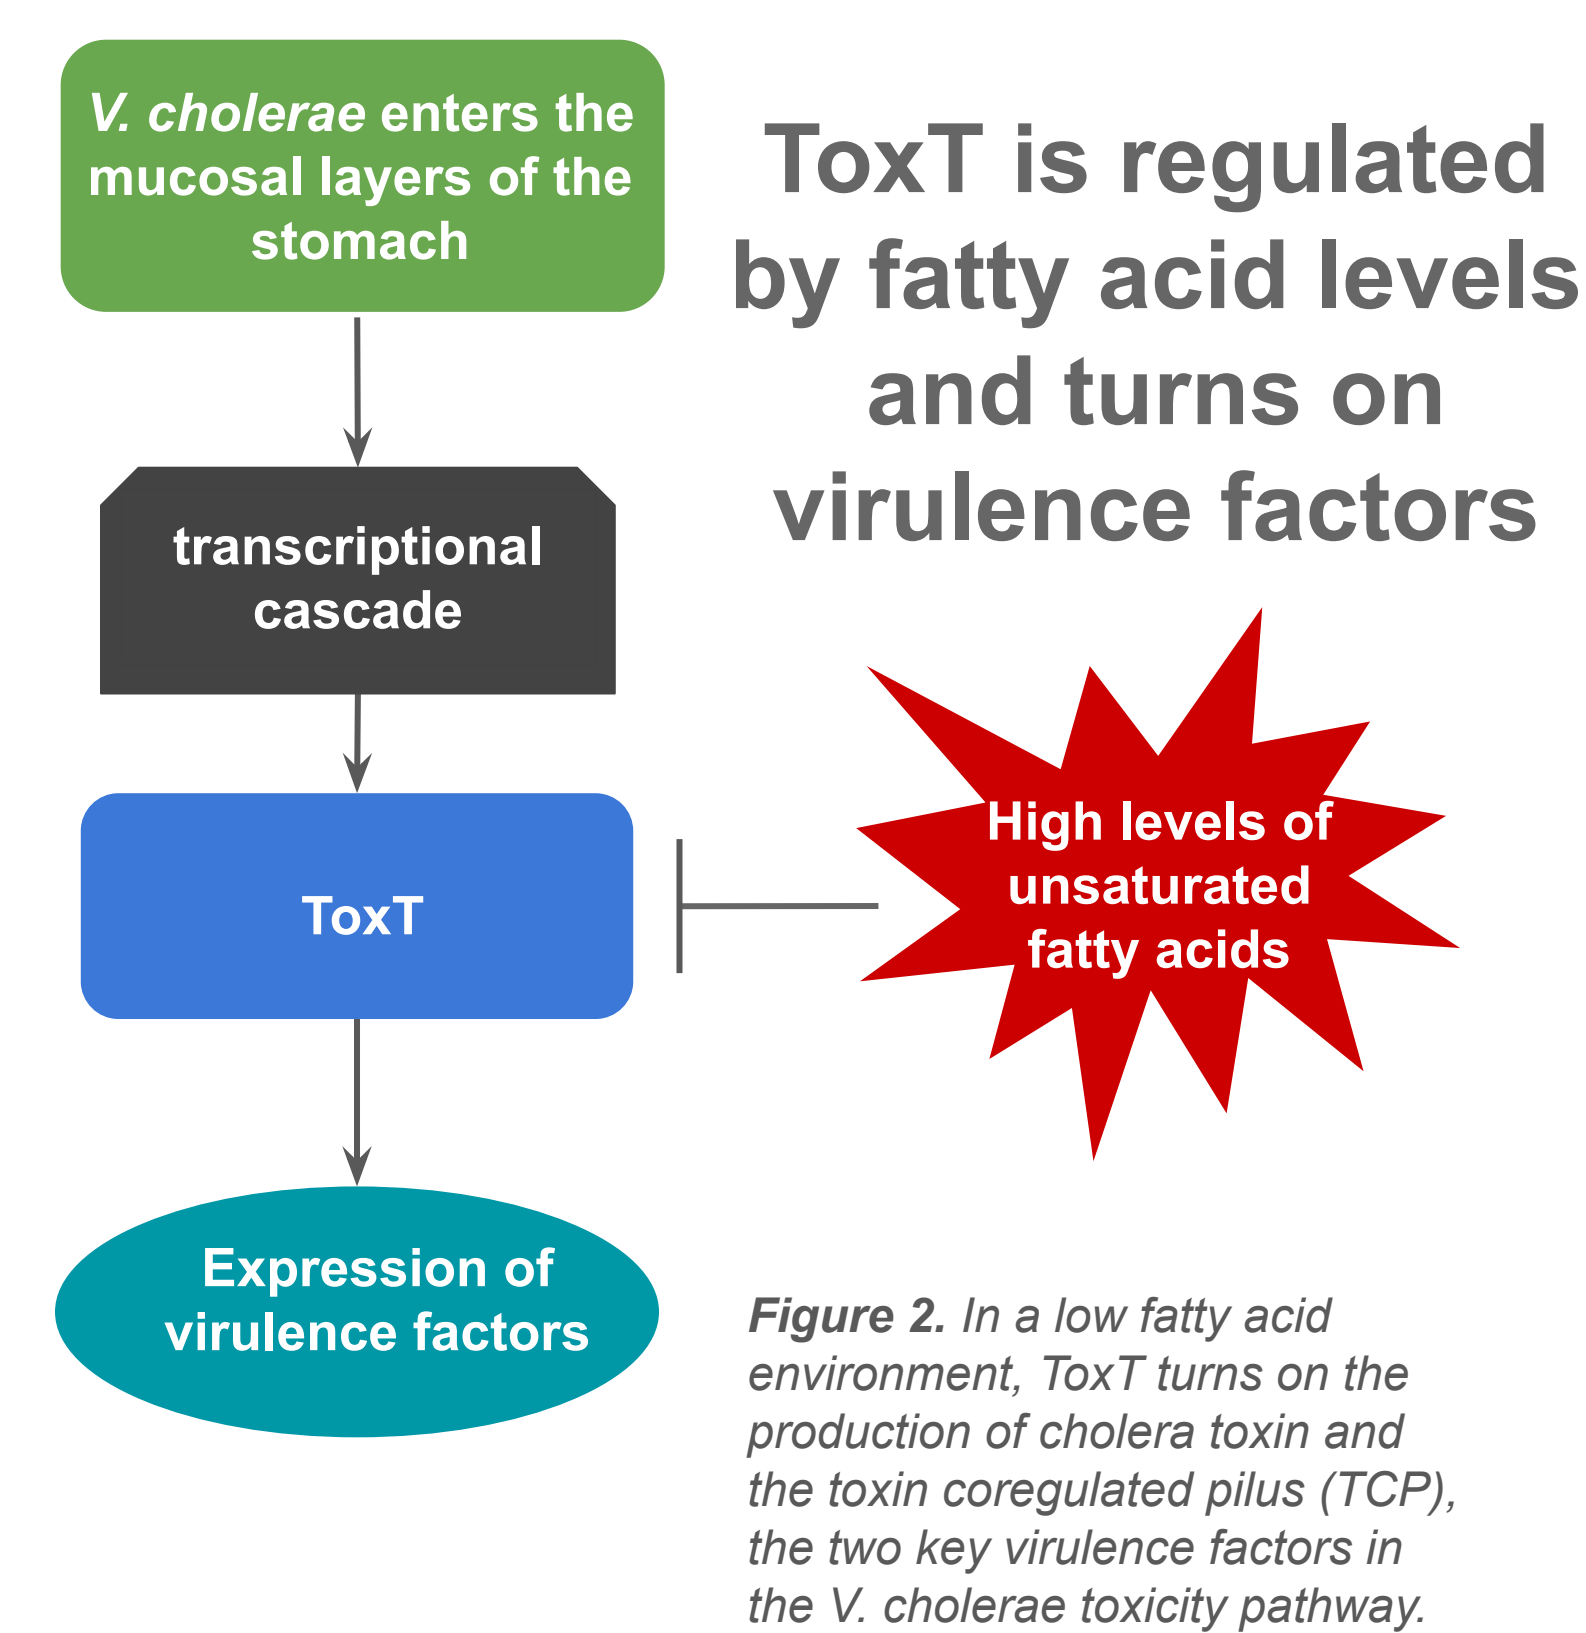 V. cholerae enters the
mucosal layers of the
stomach
ToxT is regulated
by fatty acid levels
and turns on
virulence factors
transcriptional
cascade
High levels of
unsaturated
fatty acids
ToxT
Expression of
virulence factors
Figure 2. In a low fatty acid
environment, ToxT turns on the
production of cholera toxin and
the toxin coregulated pilus (TCP),
the two key virulence factors in
the V. cholerae toxicity pathway.